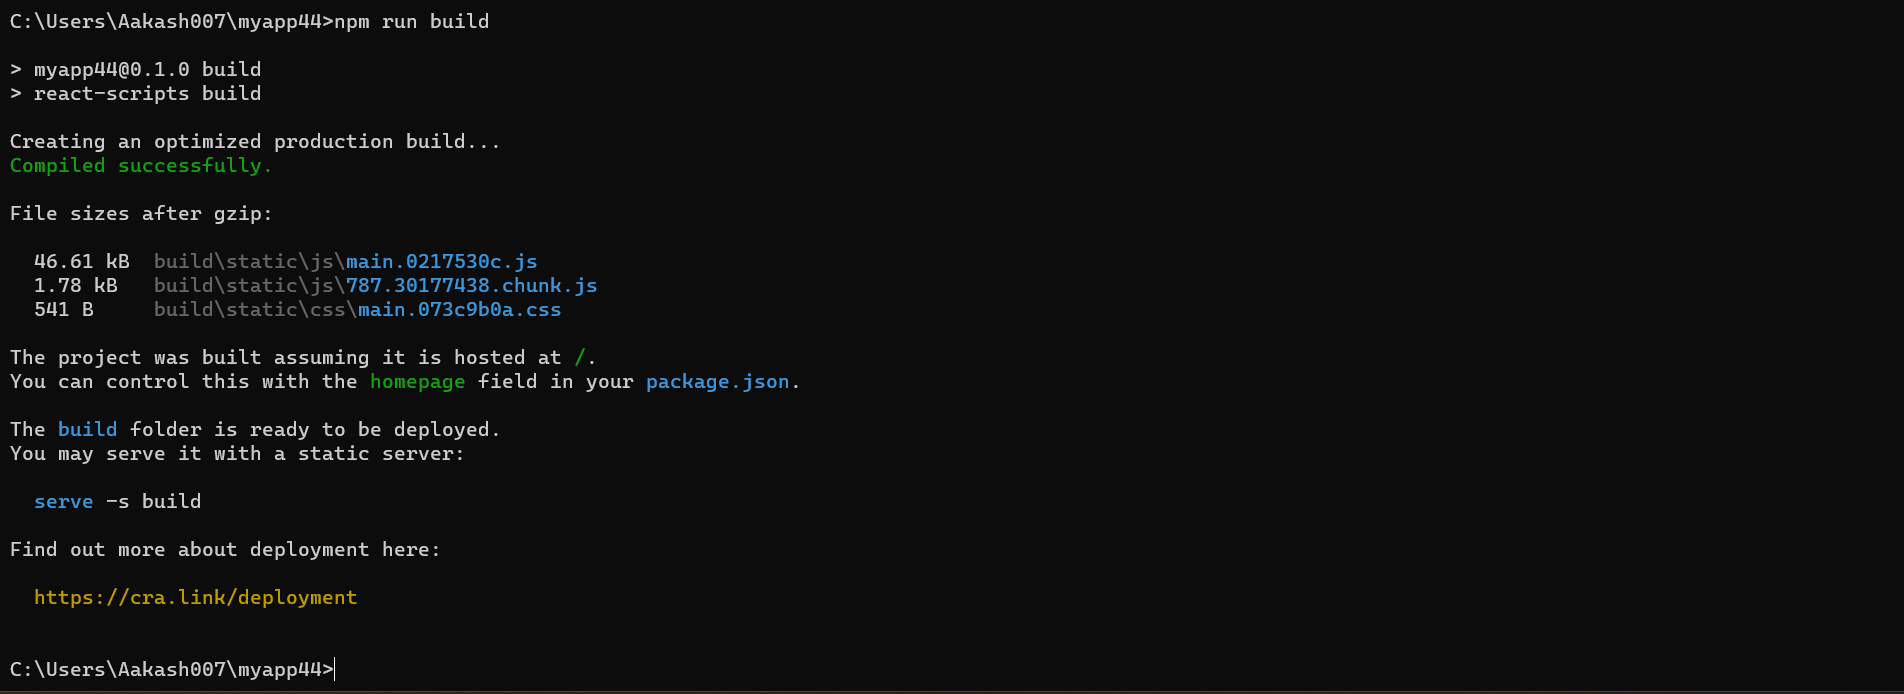 C:\Users\Aakash007\myapp44>npm run build
> myapp44@0.1.0 build
> react-scripts build
Creating an optimized production build...
Compiled successfully.
File sizes after gzip:
46.61 kB  build\static\js\main.0217530c.js
1.78 kB   build\static\js\787.30177438.chunk.js
541 B     build\static\css\main.073c9b0a.css
The project was built assuming it is hosted at /.
You can control this with the homepage field in your package.json.
The build folder is ready to be deployed.
You may serve it with a static server:
serve -s build
Find out more about deployment here:
https://cra.link/deployment
C:\Users\Aakash007\myapp44>